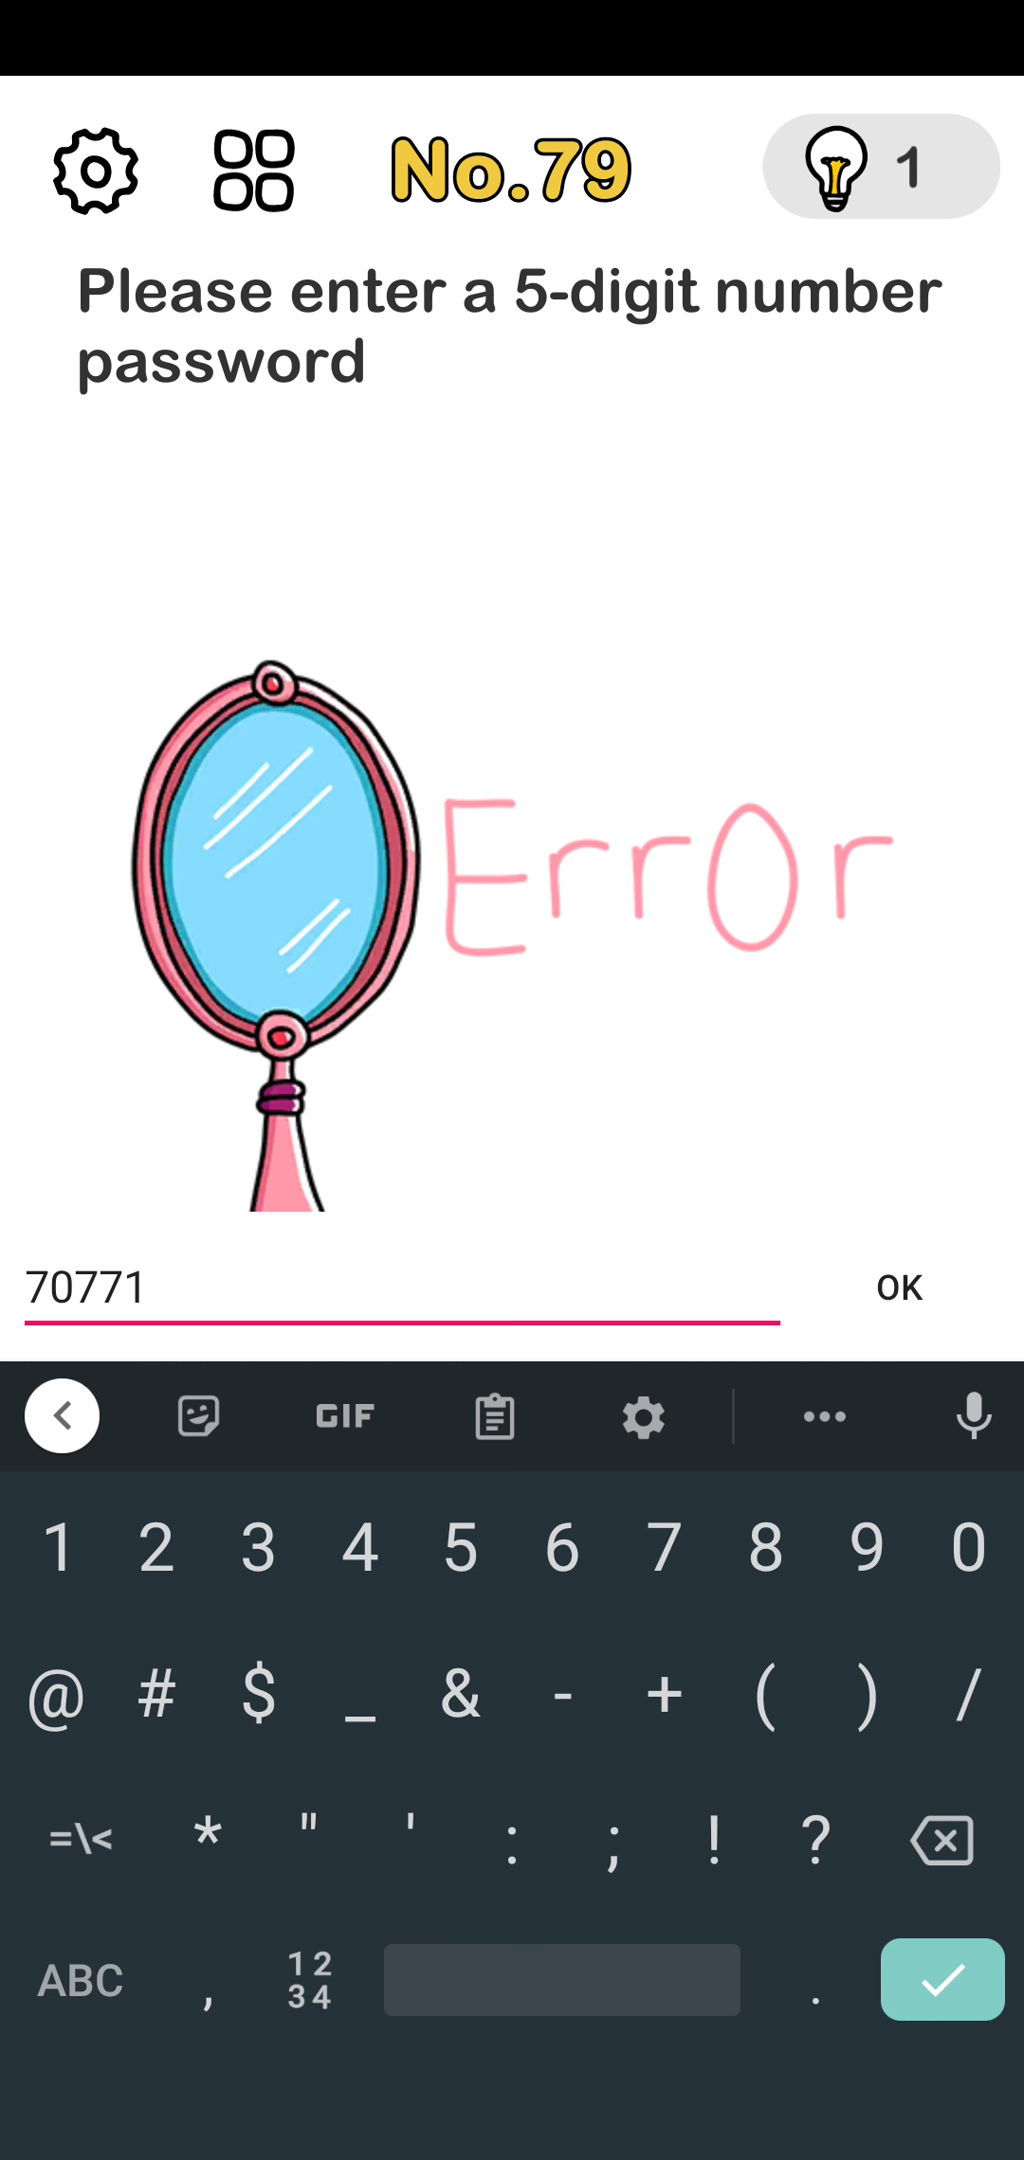 No.79
1
Please enter a 5-digit number
password
ErrOr
70771
OK
GIF
1 2 3 4 5 6 7 8 9 0
@ # $ _ & - + ( ) /
=\< * " ' : ; ! ?
ABC , 12 34 .